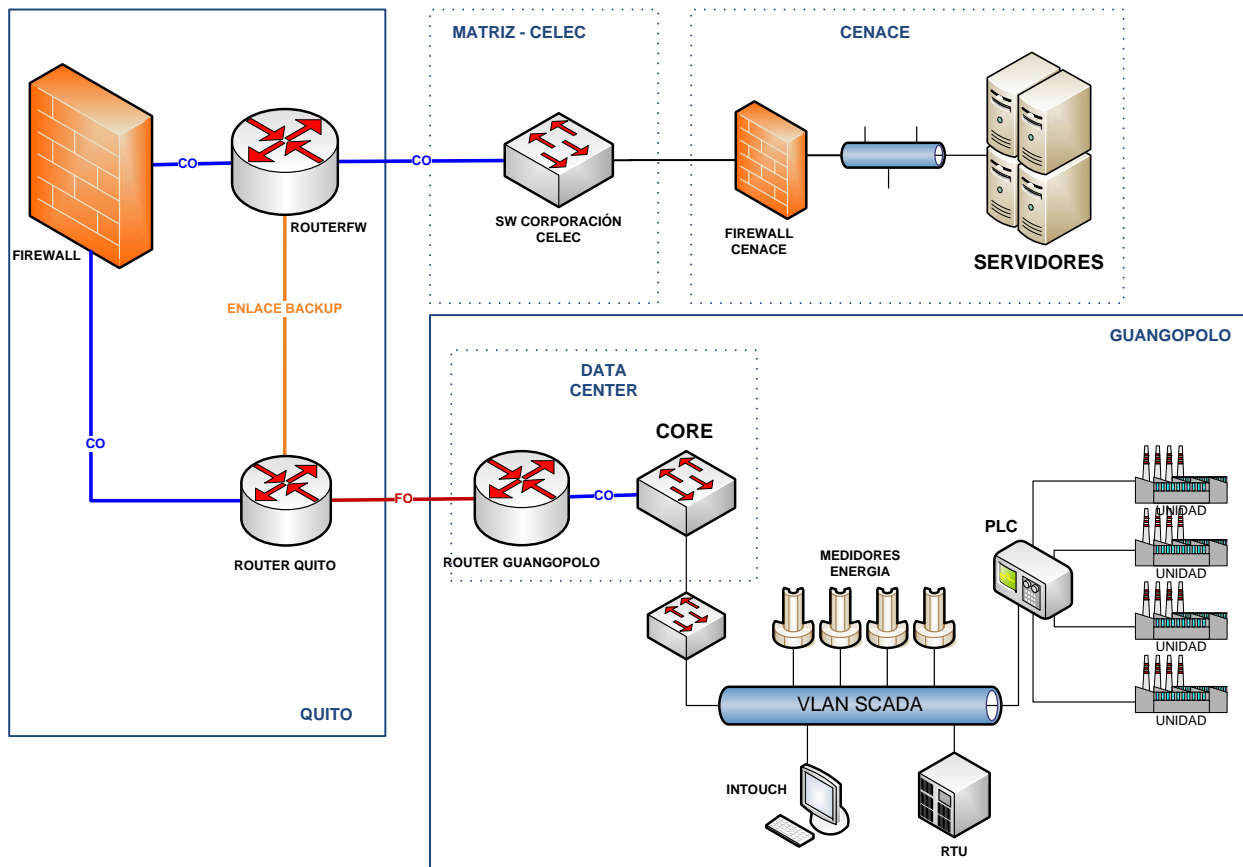 MATRIZ - CELEC
CENACE
CO
CO
ROUTERFW
FIREWALL
SW CORPORACIÓN
CELEC
FIREWALL
CENACE
SERVIDORES
ENLACE BACKUP
CO
ROUTER QUITO
QUITO
FO
GUANGOPOLO
DATA
CENTER
CORE
CO
ROUTER GUANGOPOLO
MEDIDORES
ENERGIA
PLC
UNIDAD
UNIDAD
UNIDAD
UNIDAD
VLAN SCADA
INTOUCH
RTU